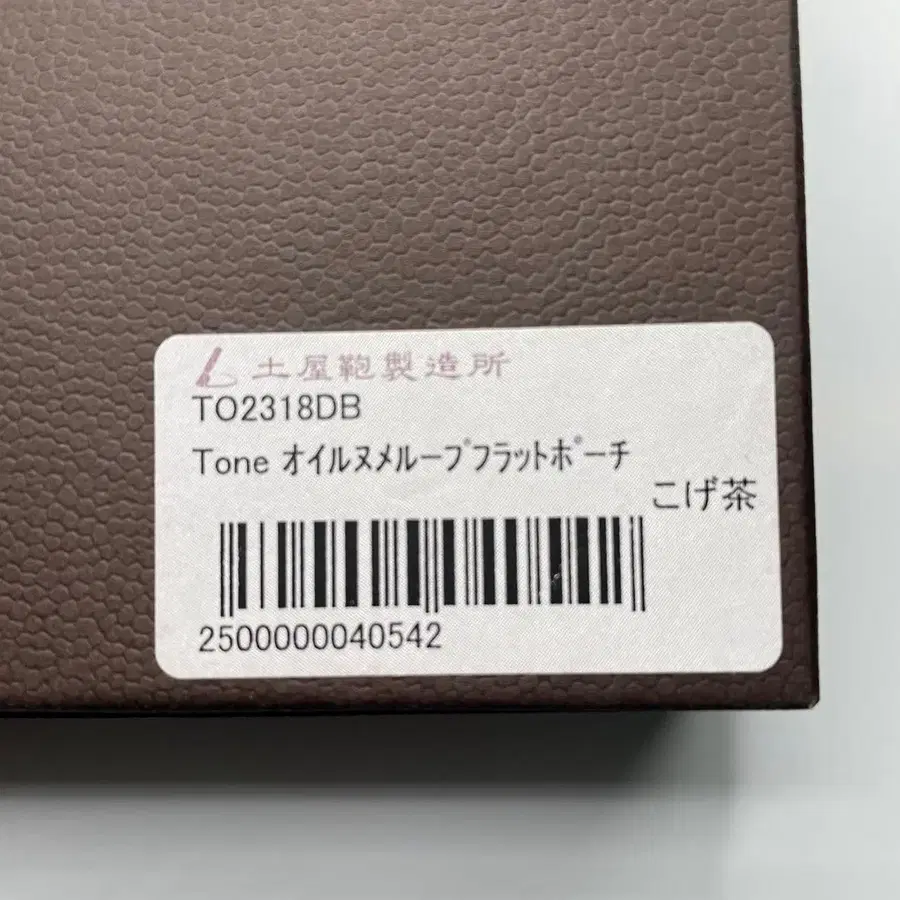 土屋鞄製造所
TO2318DB
Tone オイルヌメループフラットポーチ
こげ茶
2500000040542